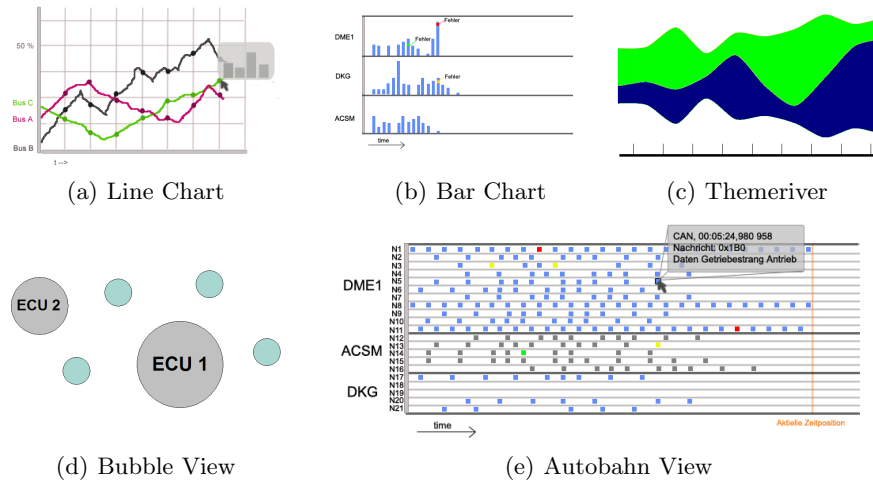 50 %
Bus C
Bus A
Bus B
t -->
(a) Line Chart
DME1
Fehler
Fehler
DKG
Fehler
ACSM
time
(b) Bar Chart
(c) Themeriver
ECU 2
ECU 1
(d) Bubble View
CAN, 00:05:24,980 958
Nachricht: 0x1B0
Daten Getriebestrang Antrieb
DME1
N1
N2
N3
N4
N5
N6
N7
N8
N9
N10
N11
ACSM
N12
N13
N14
N15
N16
DKG
N17
N18
N19
N20
N21
time
Aktielle Zeitposition
(e) Autobahn View